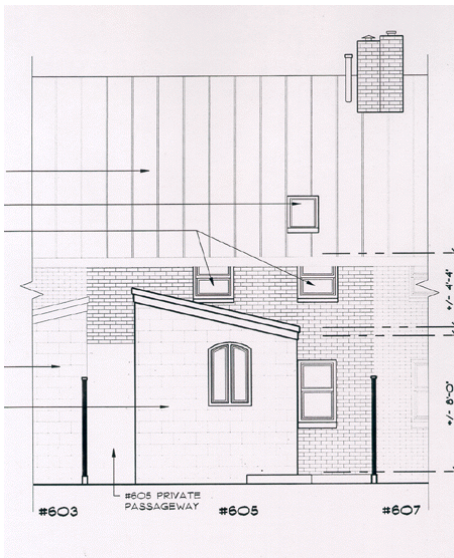 +/- 4'-4"
+/- 8'-0"
#605 PRIVATE
PASSAGEWAY
#603
#605
#607